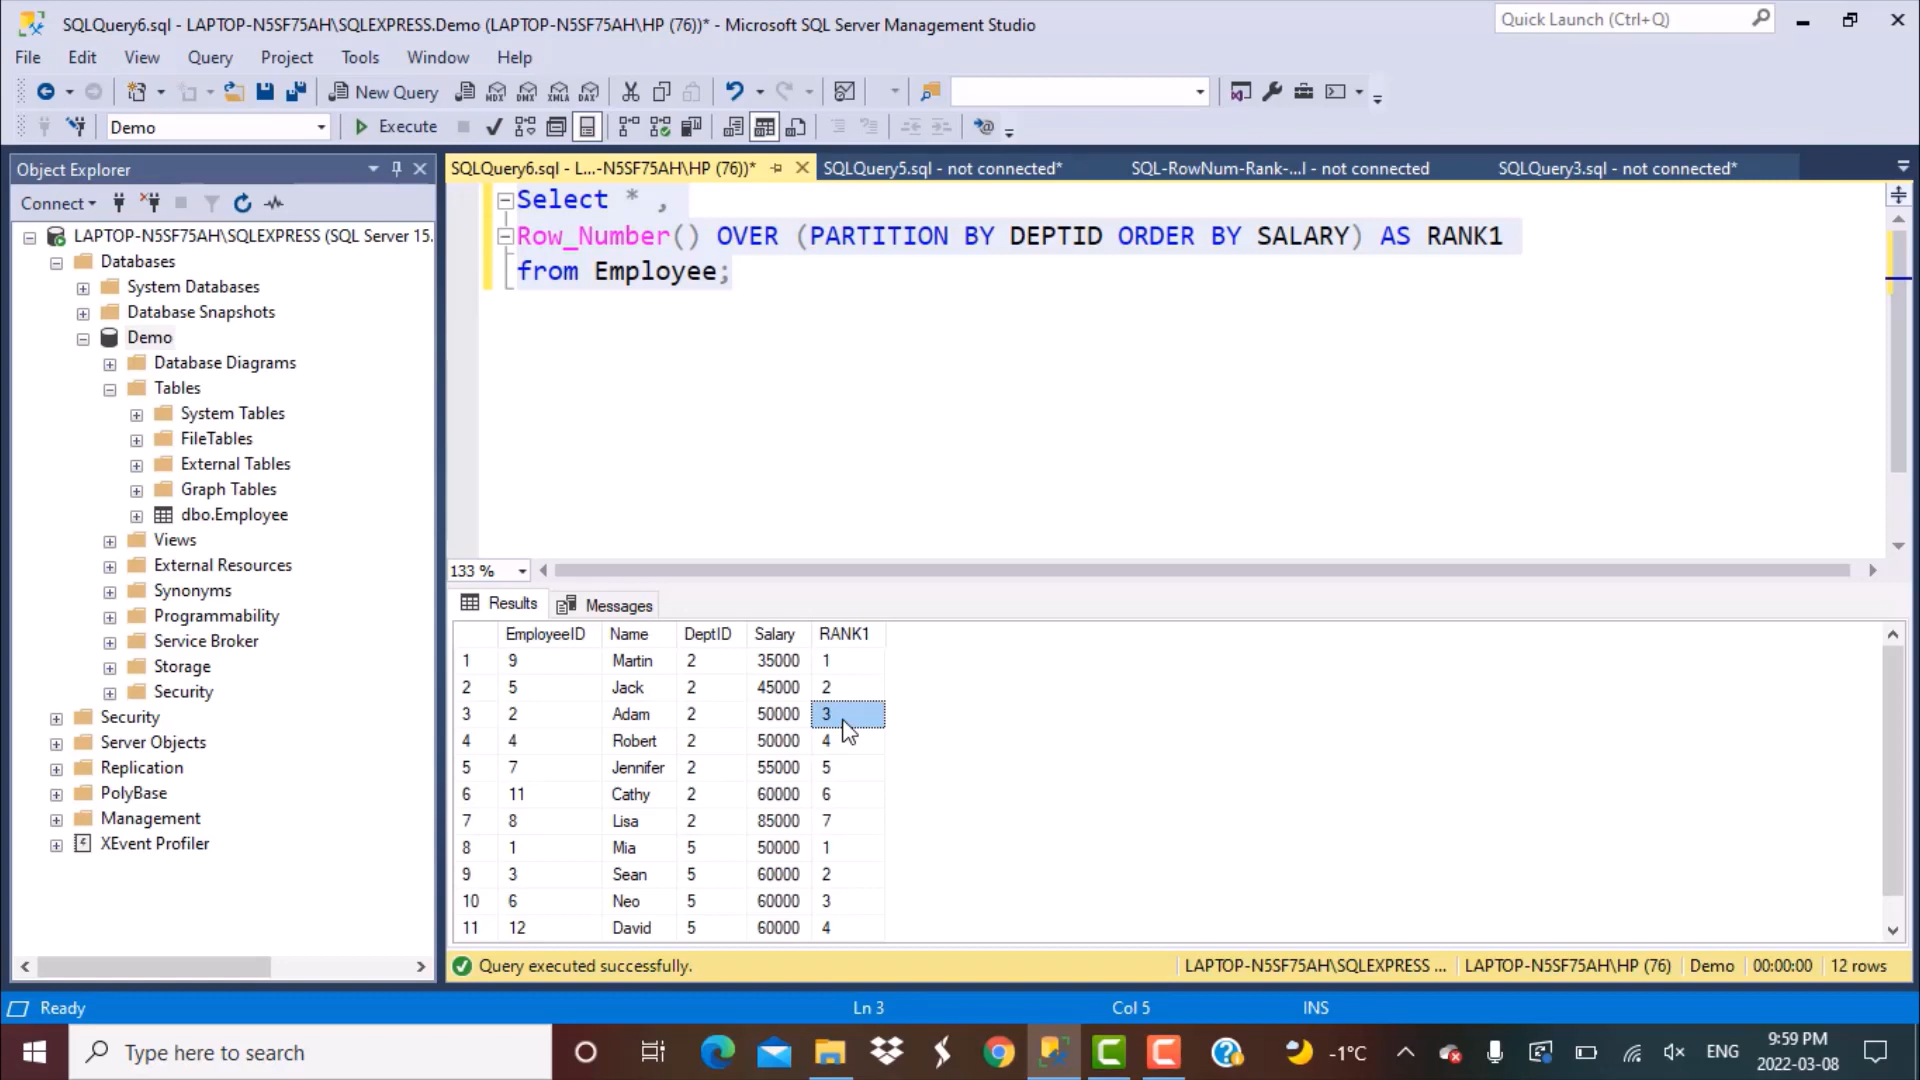 SQLQuery6.sql - LAPTOP-N5SF75AH\SQLEXPRESS.Demo (LAPTOP-N5SF75AH\HP (76))* - Microsoft SQL Server Management Studio
Quick Launch (Ctrl+Q)
File Edit View Query Project Tools Window Help
New Query
MDX DMX XMLA DAX
Demo
Execute
Object Explorer
SQLQuery6.sql - L...-N5SF75AH\HP (76))*
SQLQuery5.sql - not connected*
SQL-RowNum-Rank-...l - not connected
SQLQuery3.sql - not connected*
Connect
LAPTOP-N5SF75AH\SQLEXPRESS (SQL Server 15.
Databases
System Databases
Database Snapshots
Demo
Database Diagrams
Tables
System Tables
FileTables
External Tables
Graph Tables
dbo.Employee
Views
External Resources
Synonyms
Programmability
Service Broker
Storage
Security
Security
Server Objects
Replication
PolyBase
Management
XEvent Profiler
Select * ,
Row_Number() OVER (PARTITION BY DEPTID ORDER BY SALARY) AS RANK1
from Employee;
133 %
Results Messages
EmployeeID Name DeptID Salary RANK1
1 9 Martin 2 35000 1
2 5 Jack 2 45000 2
3 2 Adam 2 50000 3
4 4 Robert 2 50000 4
5 7 Jennifer 2 55000 5
6 11 Cathy 2 60000 6
7 8 Lisa 2 85000 7
8 1 Mia 5 50000 1
9 3 Sean 5 60000 2
10 6 Neo 5 60000 3
11 12 David 5 60000 4
Query executed successfully.
LAPTOP-N5SF75AH\SQLEXPRESS ... LAPTOP-N5SF75AH\HP (76) Demo 00:00:00 12 rows
Ready Ln 3 Col 5 INS
Type here to search
-1°C
ENG
9:59 PM
2022-03-08